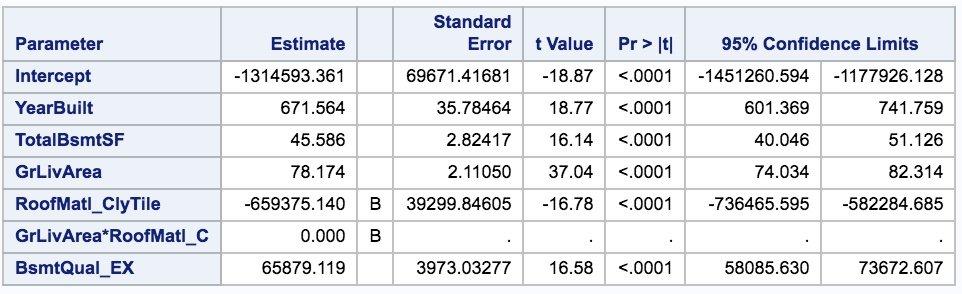 Parameter Estimate Standard Error t Value Pr > |t| 95% Confidence Limits
Intercept -1314593.361 69671.41681 -18.87 <.0001 -1451260.594 -1177926.128
YearBuilt 671.564 35.78464 18.77 <.0001 601.369 741.759
TotalBsmtSF 45.586 2.82417 16.14 <.0001 40.046 51.126
GrLivArea 78.174 2.11050 37.04 <.0001 74.034 82.314
RoofMatl_ClyTile -659375.140 B 39299.84605 -16.78 <.0001 -736465.595 -582284.685
GrLivArea*RoofMatl_C 0.000 B . . . . .
BsmtQual_EX 65879.119 3973.03277 16.58 <.0001 58085.630 73672.607